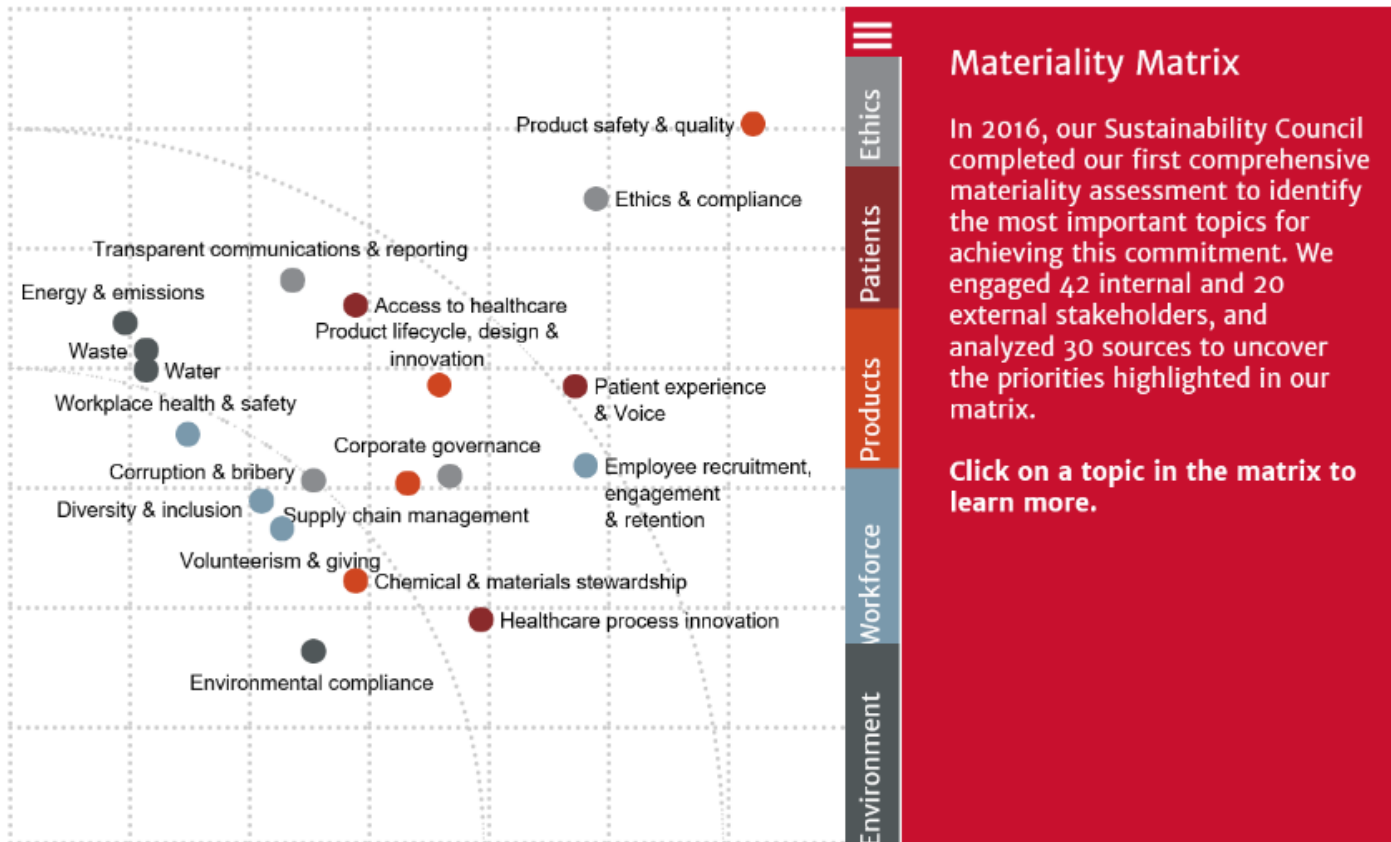 Product safety & quality
Ethics & compliance
Transparent communications & reporting
Energy & emissions
Access to healthcare
Product lifecycle, design &
innovation
Waste
Water
Patient experience
& Voice
Workplace health & safety
Corporate governance
Corruption & bribery
Employee recruitment,
engagement
& retention
Diversity & inclusion
Supply chain management
Volunteerism & giving
Chemical & materials stewardship
Healthcare process innovation
Environmental compliance
Ethics
Patients
Products
Workforce
Environment
Materiality Matrix
In 2016, our Sustainability Council
completed our first comprehensive
materiality assessment to identify
the most important topics for
achieving this commitment. We
engaged 42 internal and 20
external stakeholders, and
analyzed 30 sources to uncover
the priorities highlighted in our
matrix.
Click on a topic in the matrix to
learn more.